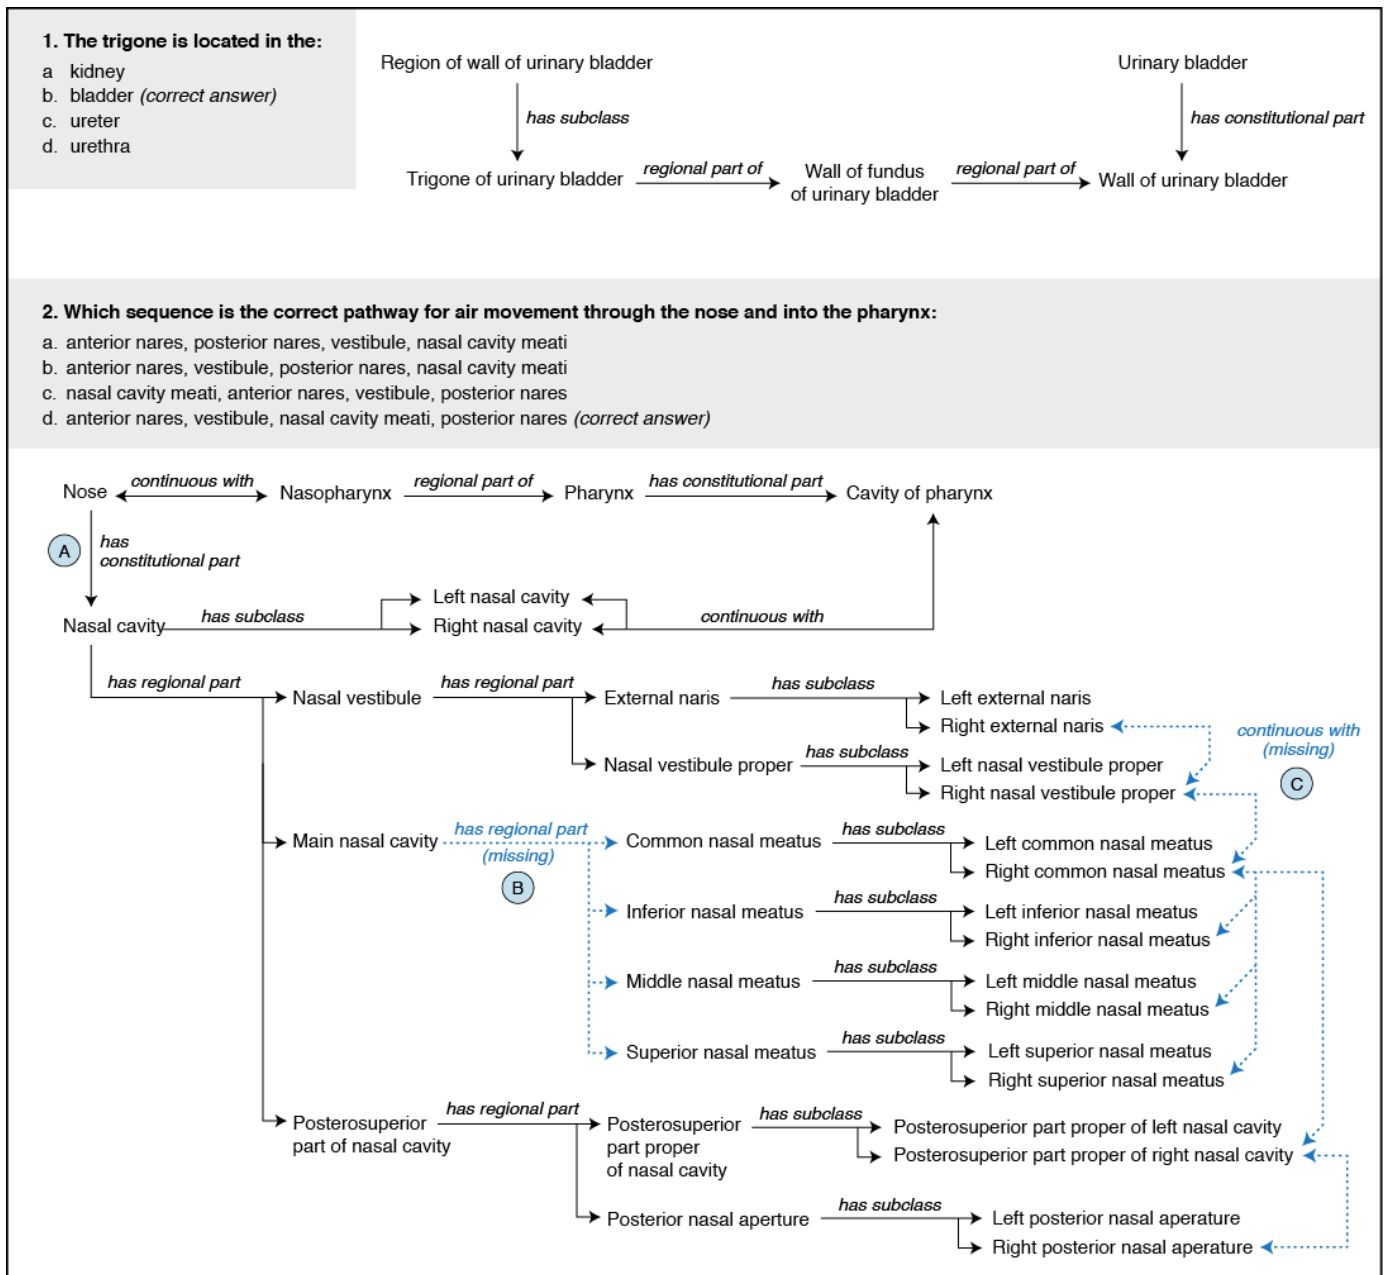 1. The trigone is located in the:
a kidney
b. bladder (correct answer)
c. ureter
d. urethra
Region of wall of urinary bladder
has subclass
Trigone of urinary bladder
regional part of
Wall of fundus
of urinary bladder
regional part of
Urinary bladder
has constitutional part
Wall of urinary bladder
2. Which sequence is the correct pathway for air movement through the nose and into the pharynx:
a. anterior nares, posterior nares, vestibule, nasal cavity meati
b. anterior nares, vestibule, posterior nares, nasal cavity meati
c. nasal cavity meati, anterior nares, vestibule, posterior nares
d. anterior nares, vestibule, nasal cavity meati, posterior nares (correct answer)
Nose
continuous with
Nasopharynx
regional part of
Pharynx
has constitutional part
Cavity of pharynx
A
has
constitutional part
Nasal cavity
has subclass
Left nasal cavity
Right nasal cavity
continuous with
has regional part
Nasal vestibule
has regional part
External naris
has subclass
Left external naris
Right external naris
continuous with
(missing)
C
Nasal vestibule proper
has subclass
Left nasal vestibule proper
Right nasal vestibule proper
Main nasal cavity
has regional part
(missing)
B
Common nasal meatus
has subclass
Left common nasal meatus
Right common nasal meatus
Inferior nasal meatus
has subclass
Left inferior nasal meatus
Right inferior nasal meatus
Middle nasal meatus
has subclass
Left middle nasal meatus
Right middle nasal meatus
Superior nasal meatus
has subclass
Left superior nasal meatus
Right superior nasal meatus
Posterosuperior
part of nasal cavity
has regional part
Posterosuperior
part proper
of nasal cavity
has subclass
Posterosuperior part proper of left nasal cavity
Posterosuperior part proper of right nasal cavity
Posterior nasal aperture
has subclass
Left posterior nasal aperature
Right posterior nasal aperature